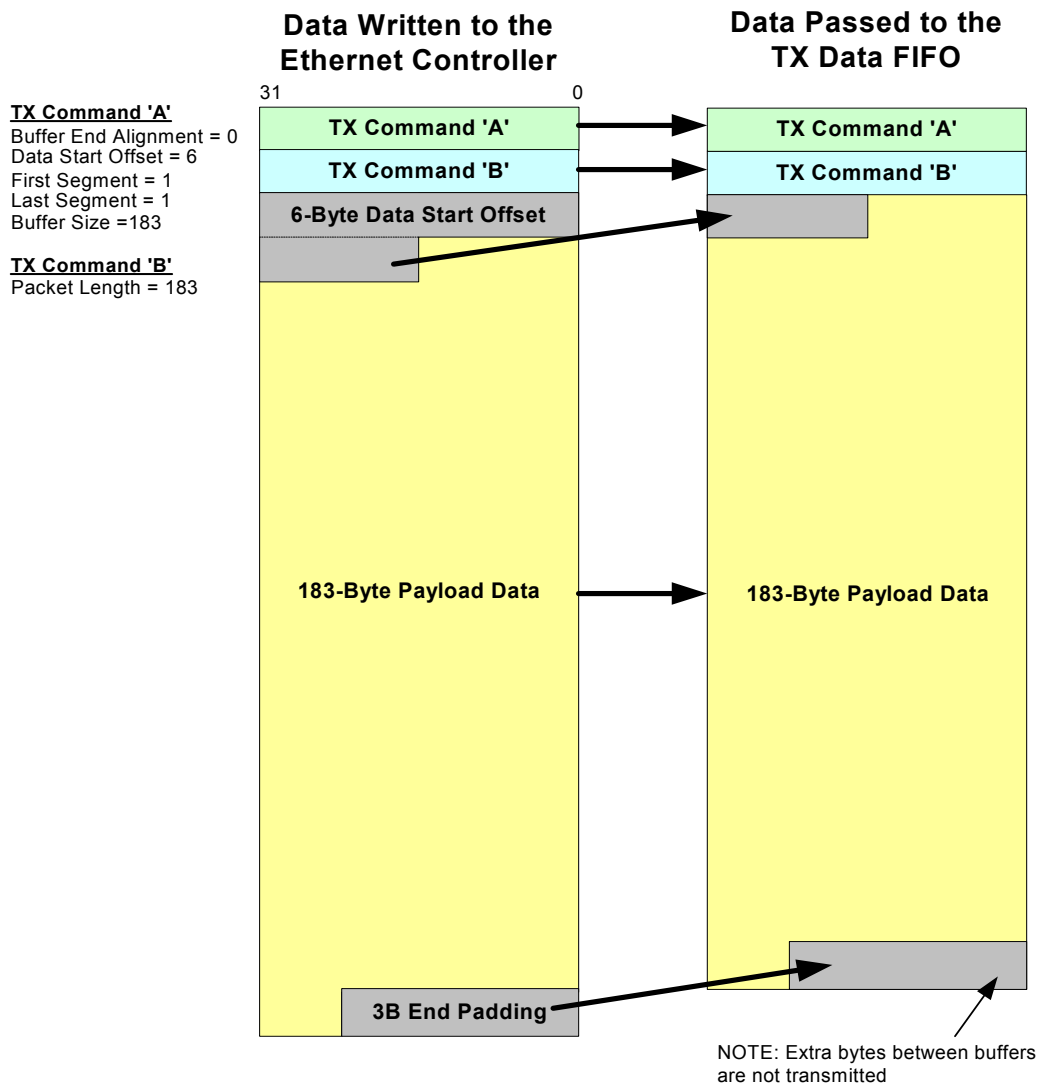 Data Written to the
Ethernet Controller
Data Passed to the
TX Data FIFO
31
0
TX Command 'A'
Buffer End Alignment = 0
Data Start Offset = 6
First Segment = 1
Last Segment = 1
Buffer Size =183
TX Command 'B'
Packet Length = 183
TX Command 'A'
TX Command 'B'
6-Byte Data Start Offset
183-Byte Payload Data
3B End Padding
TX Command 'A'
TX Command 'B'
183-Byte Payload Data
NOTE: Extra bytes between buffers
are not transmitted